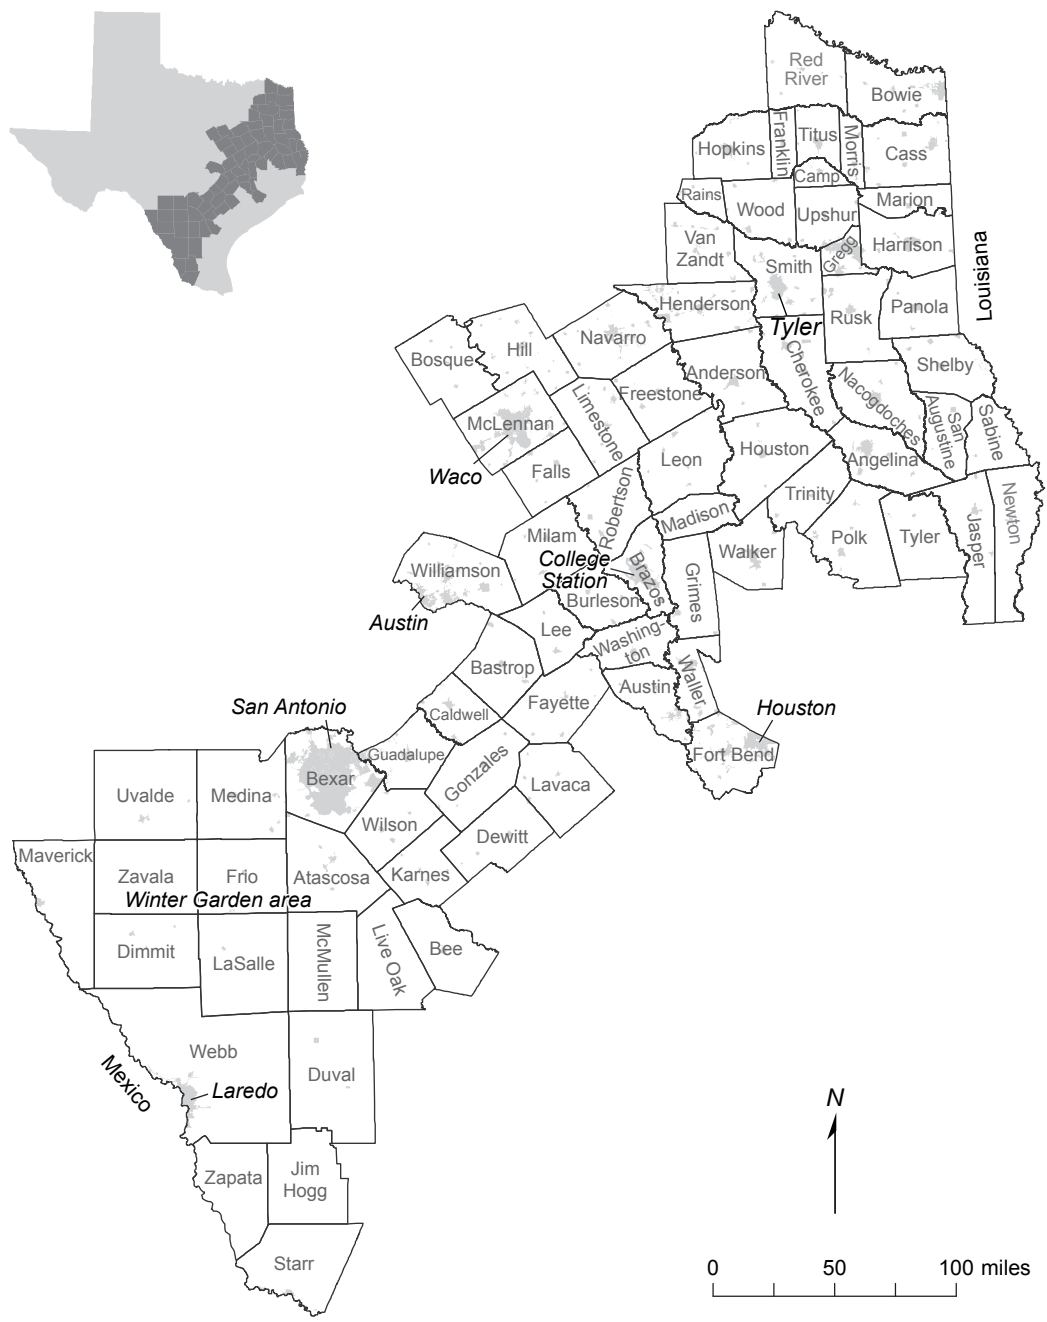 Red
River
Bowie
Hopkins
Franklin
Titus
Morris
Cass
Camp
Rains
Wood
Upshur
Marion
Van
Zandt
Smith
Gregg
Harrison
Louisiana
Henderson
Tyler
Rusk
Panola
Bosque
Hill
Navarro
Anderson
Cherokee
Nacogdoches
Shelby
San
Augustine
Sabine
McLennan
Limestone
Freestone
Waco
Falls
Robertson
Leon
Houston
Angelina
Trinity
Madison
Milam
College
Station
Brazos
Walker
Polk
Tyler
Jasper
Newton
Williamson
Austin
Burleson
Grimes
Lee
Washing-
ton
Bastrop
Waller
Austin
Fayette
San Antonio
Caldwell
Houston
Fort Bend
Guadalupe
Gonzales
Lavaca
Bexar
Uvalde
Medina
Wilson
Dewitt
Maverick
Zavala
Frio
Atascosa
Karnes
Winter Garden area
Dimmit
LaSalle
McMullen
Live Oak
Bee
Webb
Duval
Mexico
Laredo
Zapata
Jim
Hogg
Starr
N
0 50 100 miles